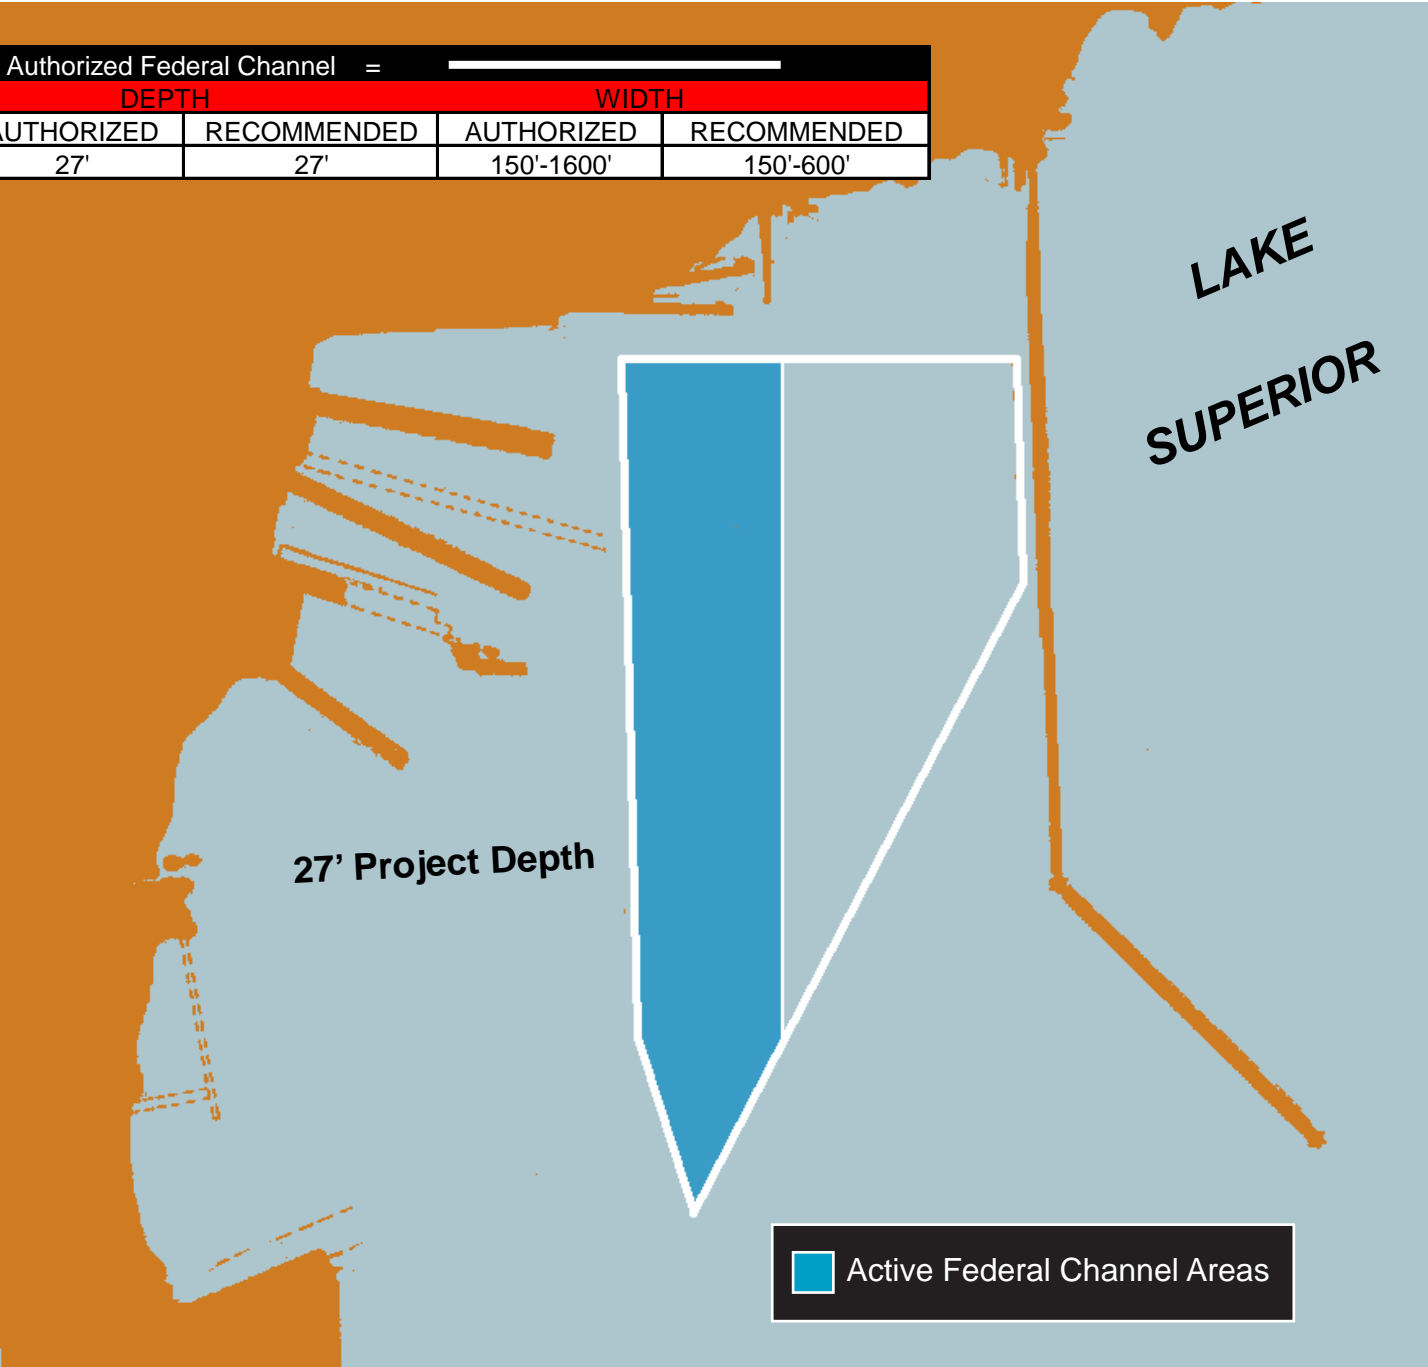 Authorized Federal Channel =
DEPTH WIDTH
AUTHORIZED RECOMMENDED AUTHORIZED RECOMMENDED
27' 27' 150'-1600' 150'-600'
LAKE
SUPERIOR
27’ Project Depth
Active Federal Channel Areas